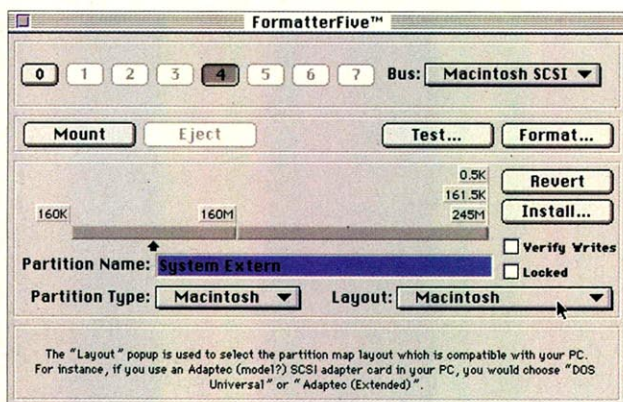 FormatterFive™
0 1 2 3 4 5 6 7 Bus: Macintosh SCSI
Mount Eject Test... Format...
0.5K
161.5K
160K 160M 245M
Revert
Install...
Verify Writes
Partition Name: System Extern
Locked
Partition Type: Macintosh Layout: Macintosh
The "Layout" popup is used to select the partition map layout which is compatible with your PC.
For instance, if you use an Adaptec (model?) SCSI adapter card in your PC, you would choose "DOS
Universal" or "Adaptec (Extended)".